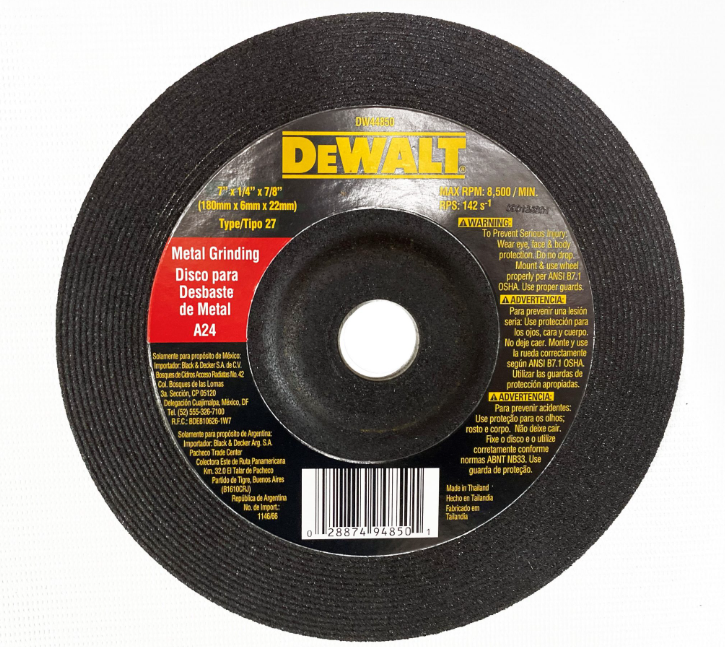 DEWALT
7" x 1/4" x 7/8"
(180mm x 6mm x 22mm)
Type/Tipo 27
MAX RPM: 8,500 / MIN.
RPS: 142 s-1
Metal Grinding
Disco para
Desbaste
de Metal
A24
Solamente para propósito de México:
Importador: Black & Decker S.A. de C.V.
Bosques de Cidros Acceso Radiatas No. 42
Col. Bosques de las Lomas
3a. Sección, CP 05120
Delegación Cuajimalpa, México, DF
Tel. (52) 555-326-7100
R.F.C.: BDE810626-1W7
Solamente para propósito de Argentina:
Importador: Black & Decker Arg. S.A.
Pacheco Trade Center
Colectora Este de Ruta Panamericana
Km. 32.0 El Talar de Pacheco
Partido de Tigre, Buenos Aires
(B1618CRJ)
República de Argentina
No. de Import.:
1146/66
WARNING:
To Prevent Serious Injury:
Wear eye, face & body
protection. Do no drop.
Mount & use wheel
properly per ANSI B7.1
OSHA. Use proper guards.
ADVERTENCIA:
Para prevenir una lesión
seria: Use protección para
los ojos, cara y cuerpo.
No deje caer. Monte y use
la rueda correctamente
según ANSI B7.1 OSHA.
Utilizar las guardas de
protección apropiadas.
ADVERTENCIA:
Para prevenir acidentes:
Use proteção para os olhos,
rosto e corpo. Não deixe cair.
Fixe o disco e o utilize
corretamente conforme
normas ABNT NB33. Use
guarda de proteção.
Made in Thailand
Hecho en Tailandia
Fabricado em
Tailandia
0 28874 94850 1